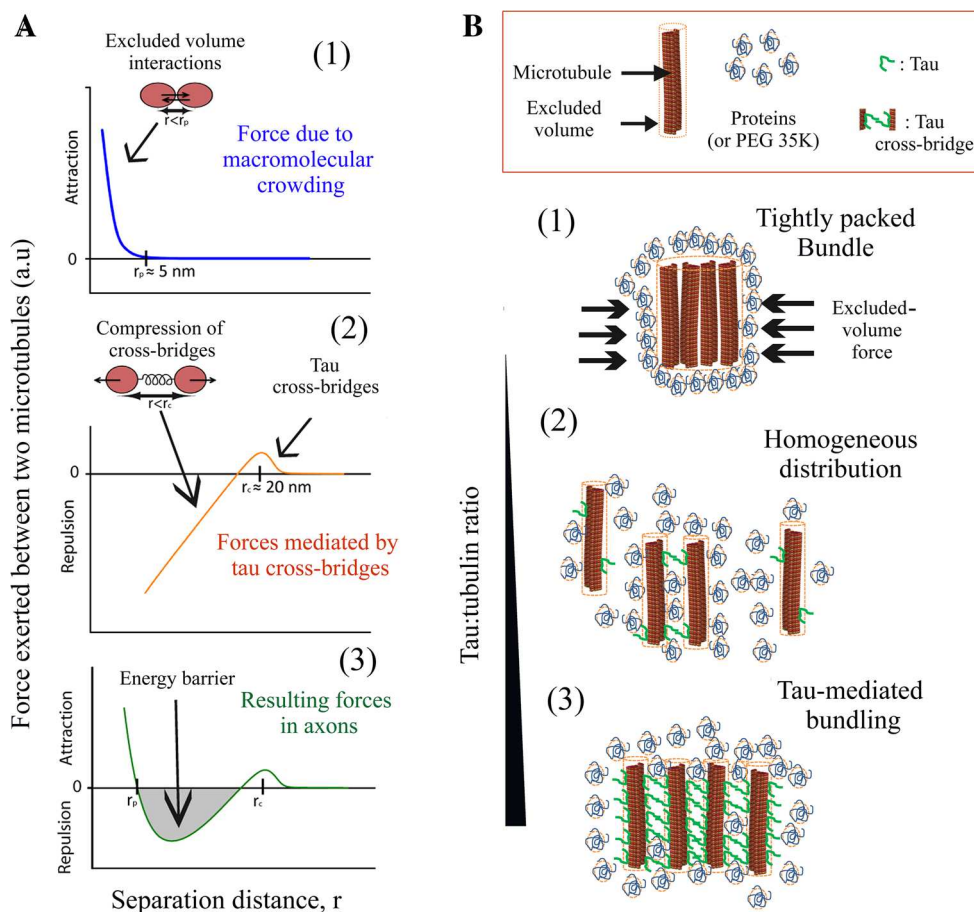 A
(1)
Excluded volume
interactions
r<rₚ
Force due to
macromolecular
crowding
Attraction
0
rₚ ≈ 5 nm
(2)
Compression of
cross-bridges
r<r꜀
Tau
cross-bridges
0
r꜀ ≈ 20 nm
Repulsion
Forces mediated by
tau cross-bridges
(3)
Energy barrier
Resulting forces
in axons
Attraction
0
rₚ
r꜀
Repulsion
Force exerted between two microtubules (a.u)
Separation distance, r
B
Microtubule
Excluded
volume
Proteins
(or PEG 35K)
: Tau
: Tau
cross-bridge
(1)
Tightly packed
Bundle
Excluded–
volume
force
(2)
Homogeneous
distribution
Tau:tubulin ratio
(3)
Tau-mediated
bundling